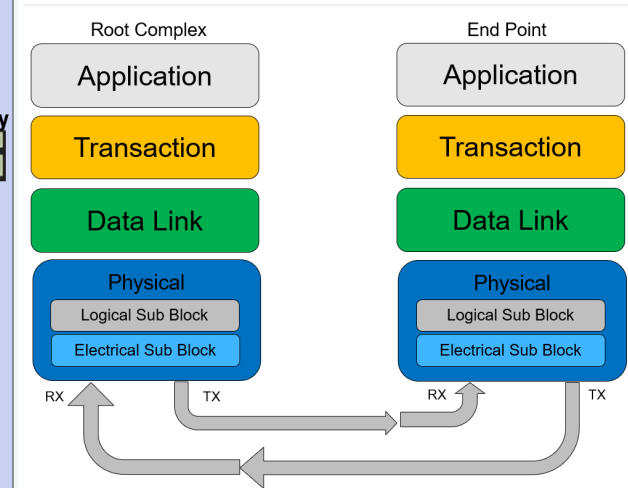 Root Complex
End Point
Application
Application
Transaction
Transaction
Data Link
Data Link
Physical
Physical
Logical Sub Block
Logical Sub Block
Electrical Sub Block
Electrical Sub Block
RX
TX
RX
TX
y